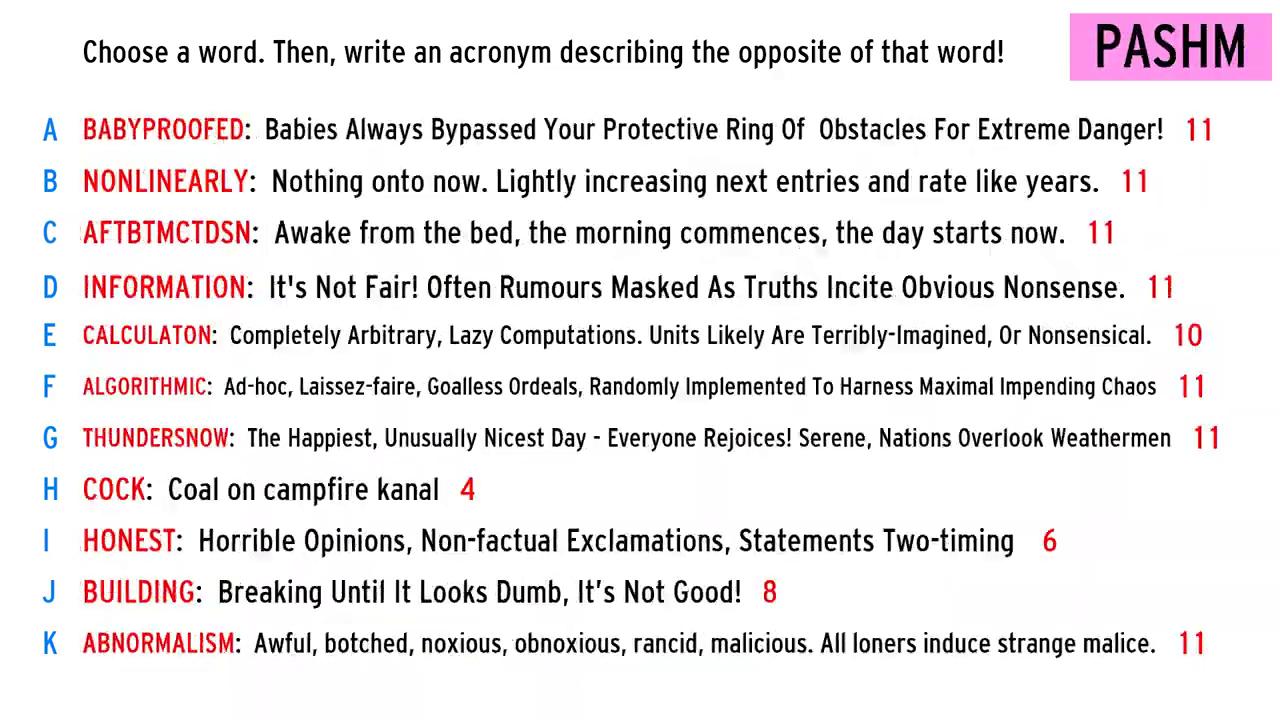 Choose a word. Then, write an acronym describing the opposite of that word!
PASHM
A BABYPROOFED: Babies Always Bypassed Your Protective Ring Of Obstacles For Extreme Danger! 11
B NONLINEARLY: Nothing onto now. Lightly increasing next entries and rate like years. 11
C AFTBTMCTDSN: Awake from the bed, the morning commences, the day starts now. 11
D INFORMATION: It's Not Fair! Often Rumours Masked As Truths Incite Obvious Nonsense. 11
E CALCULATON: Completely Arbitrary, Lazy Computations. Units Likely Are Terribly-Imagined, Or Nonsensical. 10
F ALGORITHMIC: Ad-hoc, Laissez-faire, Goalless Ordeals, Randomly Implemented To Harness Maximal Impending Chaos 11
G THUNDERSNOW: The Happiest, Unusually Nicest Day - Everyone Rejoices! Serene, Nations Overlook Weathermen 11
H COCK: Coal on campfire kanal 4
I HONEST: Horrible Opinions, Non-factual Exclamations, Statements Two-timing 6
J BUILDING: Breaking Until It Looks Dumb, It’s Not Good! 8
K ABNORMALISM: Awful, botched, noxious, obnoxious, rancid, malicious. All loners induce strange malice. 11